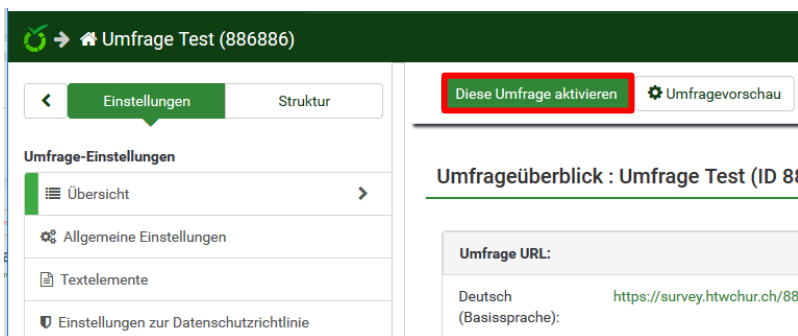 Umfrage Test (886886)
Einstellungen
Struktur
Diese Umfrage aktivieren
Umfragevorschau
Umfrage-Einstellungen
Übersicht
Allgemeine Einstellungen
Textelemente
Einstellungen zur Datenschutzrichtlinie
Umfrageüberblick : Umfrage Test (ID 88
Umfrage URL:
Deutsch
(Basissprache):
https://survey.htwchur.ch/88